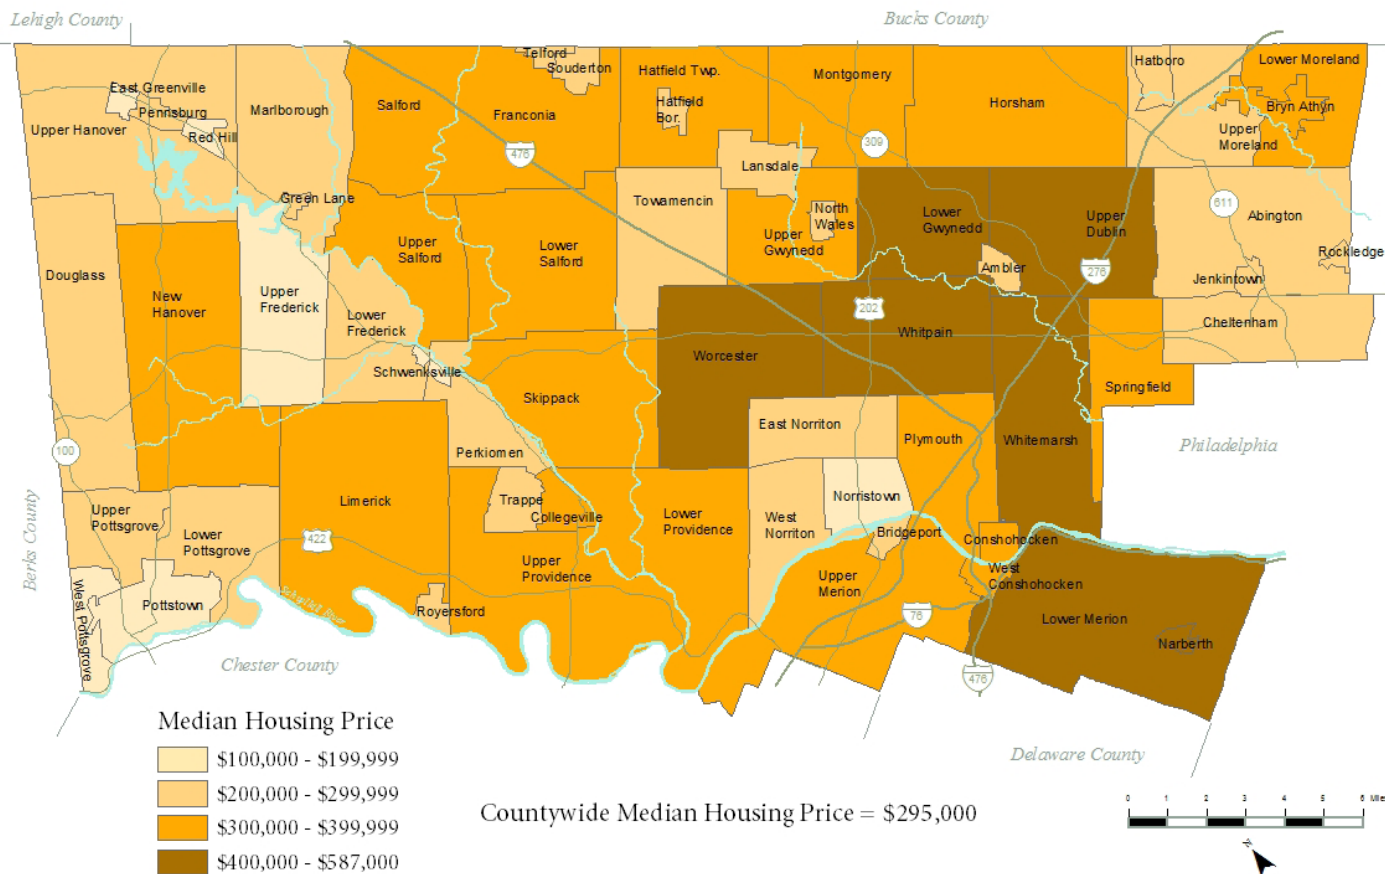 Lehigh County
Bucks County
Telford
Souderton
Hatfield Twp.
Montgomery
Hatboro
Lower Moreland
East Greenville
Pennsburg
Marlborough
Salford
Franconia
Hatfield
Bor.
Horsham
Bryn Athyn
Upper Hanover
Red Hill
476
309
Upper
Moreland
Lansdale
Green Lane
Towamencin
North
Wales
Lower
Gwynedd
Upper
Dublin
611
Abington
Upper
Salford
Lower
Salford
Upper
Gwynedd
Rockledge
Douglass
Ambler
276
Jenkintown
New
Hanover
Upper
Frederick
Lower
Frederick
202
Whitpain
Cheltenham
Worcester
Schwenksville
Skippack
Springfield
East Norriton
Plymouth
Whitemarsh
Philadelphia
100
Perkiomen
Berks County
Upper
Pottsgrove
Limerick
Trappe
Collegeville
Lower
Providence
Norristown
West
Norriton
Lower
Pottsgrove
422
Bridgeport
Conshohocken
Upper
Providence
Upper
Merion
West
Conshohocken
West Pottsgrove
Pottstown
Schuylkill River
Royersford
76
Lower Merion
Narberth
Chester County
476
Median Housing Price
$100,000 - $199,999
$200,000 - $299,999
$300,000 - $399,999
$400,000 - $587,000
Countywide Median Housing Price = $295,000
Delaware County
0 1 2 3 4 5 6 Miles
N